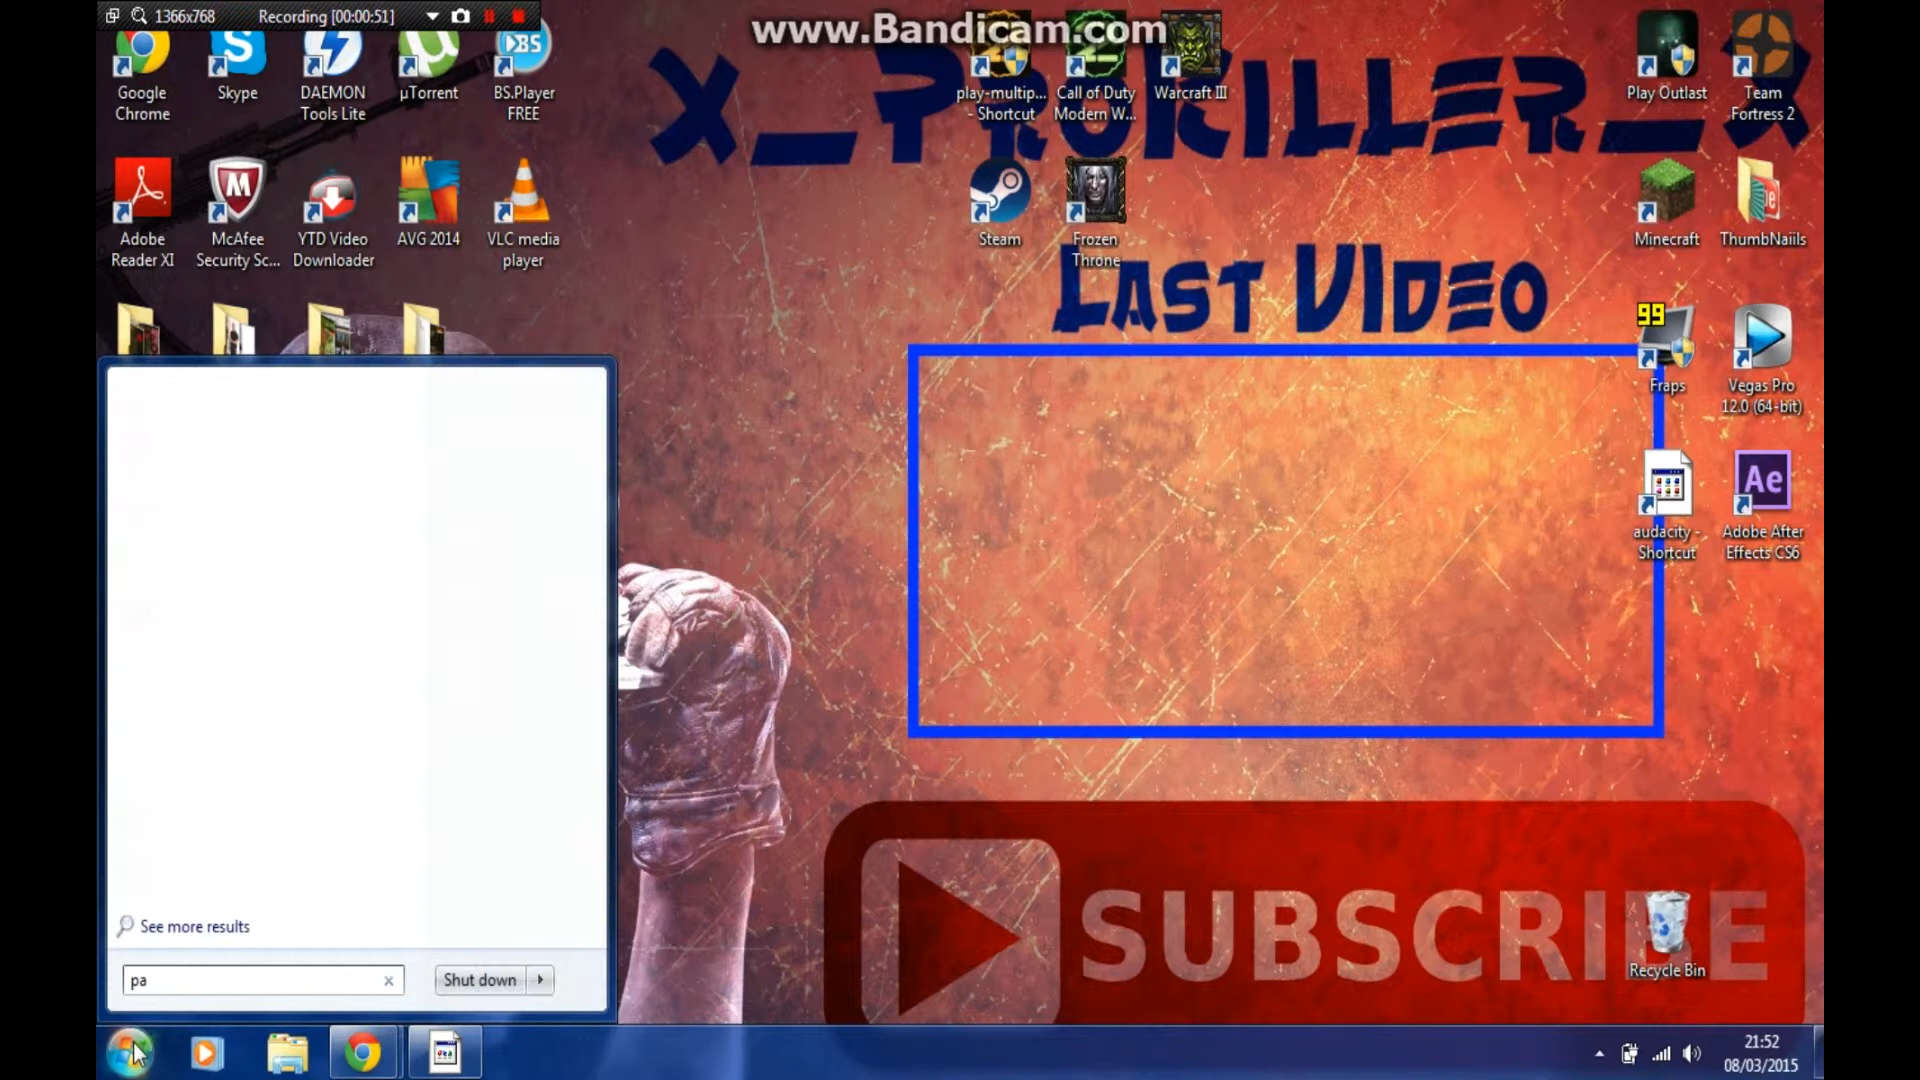 1366x768 Recording [00:00:51]
www.Bandicam.com
Google
Chrome
Skype
DAEMON
Tools Lite
µTorrent
BS.Player
FREE
play-multip...
- Shortcut
Call of Duty
Modern W...
Warcraft III
Play Outlast
Team
Fortress 2
X_ProKiller_X
Adobe
Reader XI
McAfee
Security Sc...
YTD Video
Downloader
AVG 2014
VLC media
player
Steam
Frozen
Throne
Minecraft
ThumbNaiils
Last Video
99
Fraps
Vegas Pro
12.0 (64-bit)
audacity -
Shortcut
Ae
Adobe After
Effects CS6
See more results
pa
Shut down
SUBSCRIBE
Recycle Bin
21:52
08/03/2015